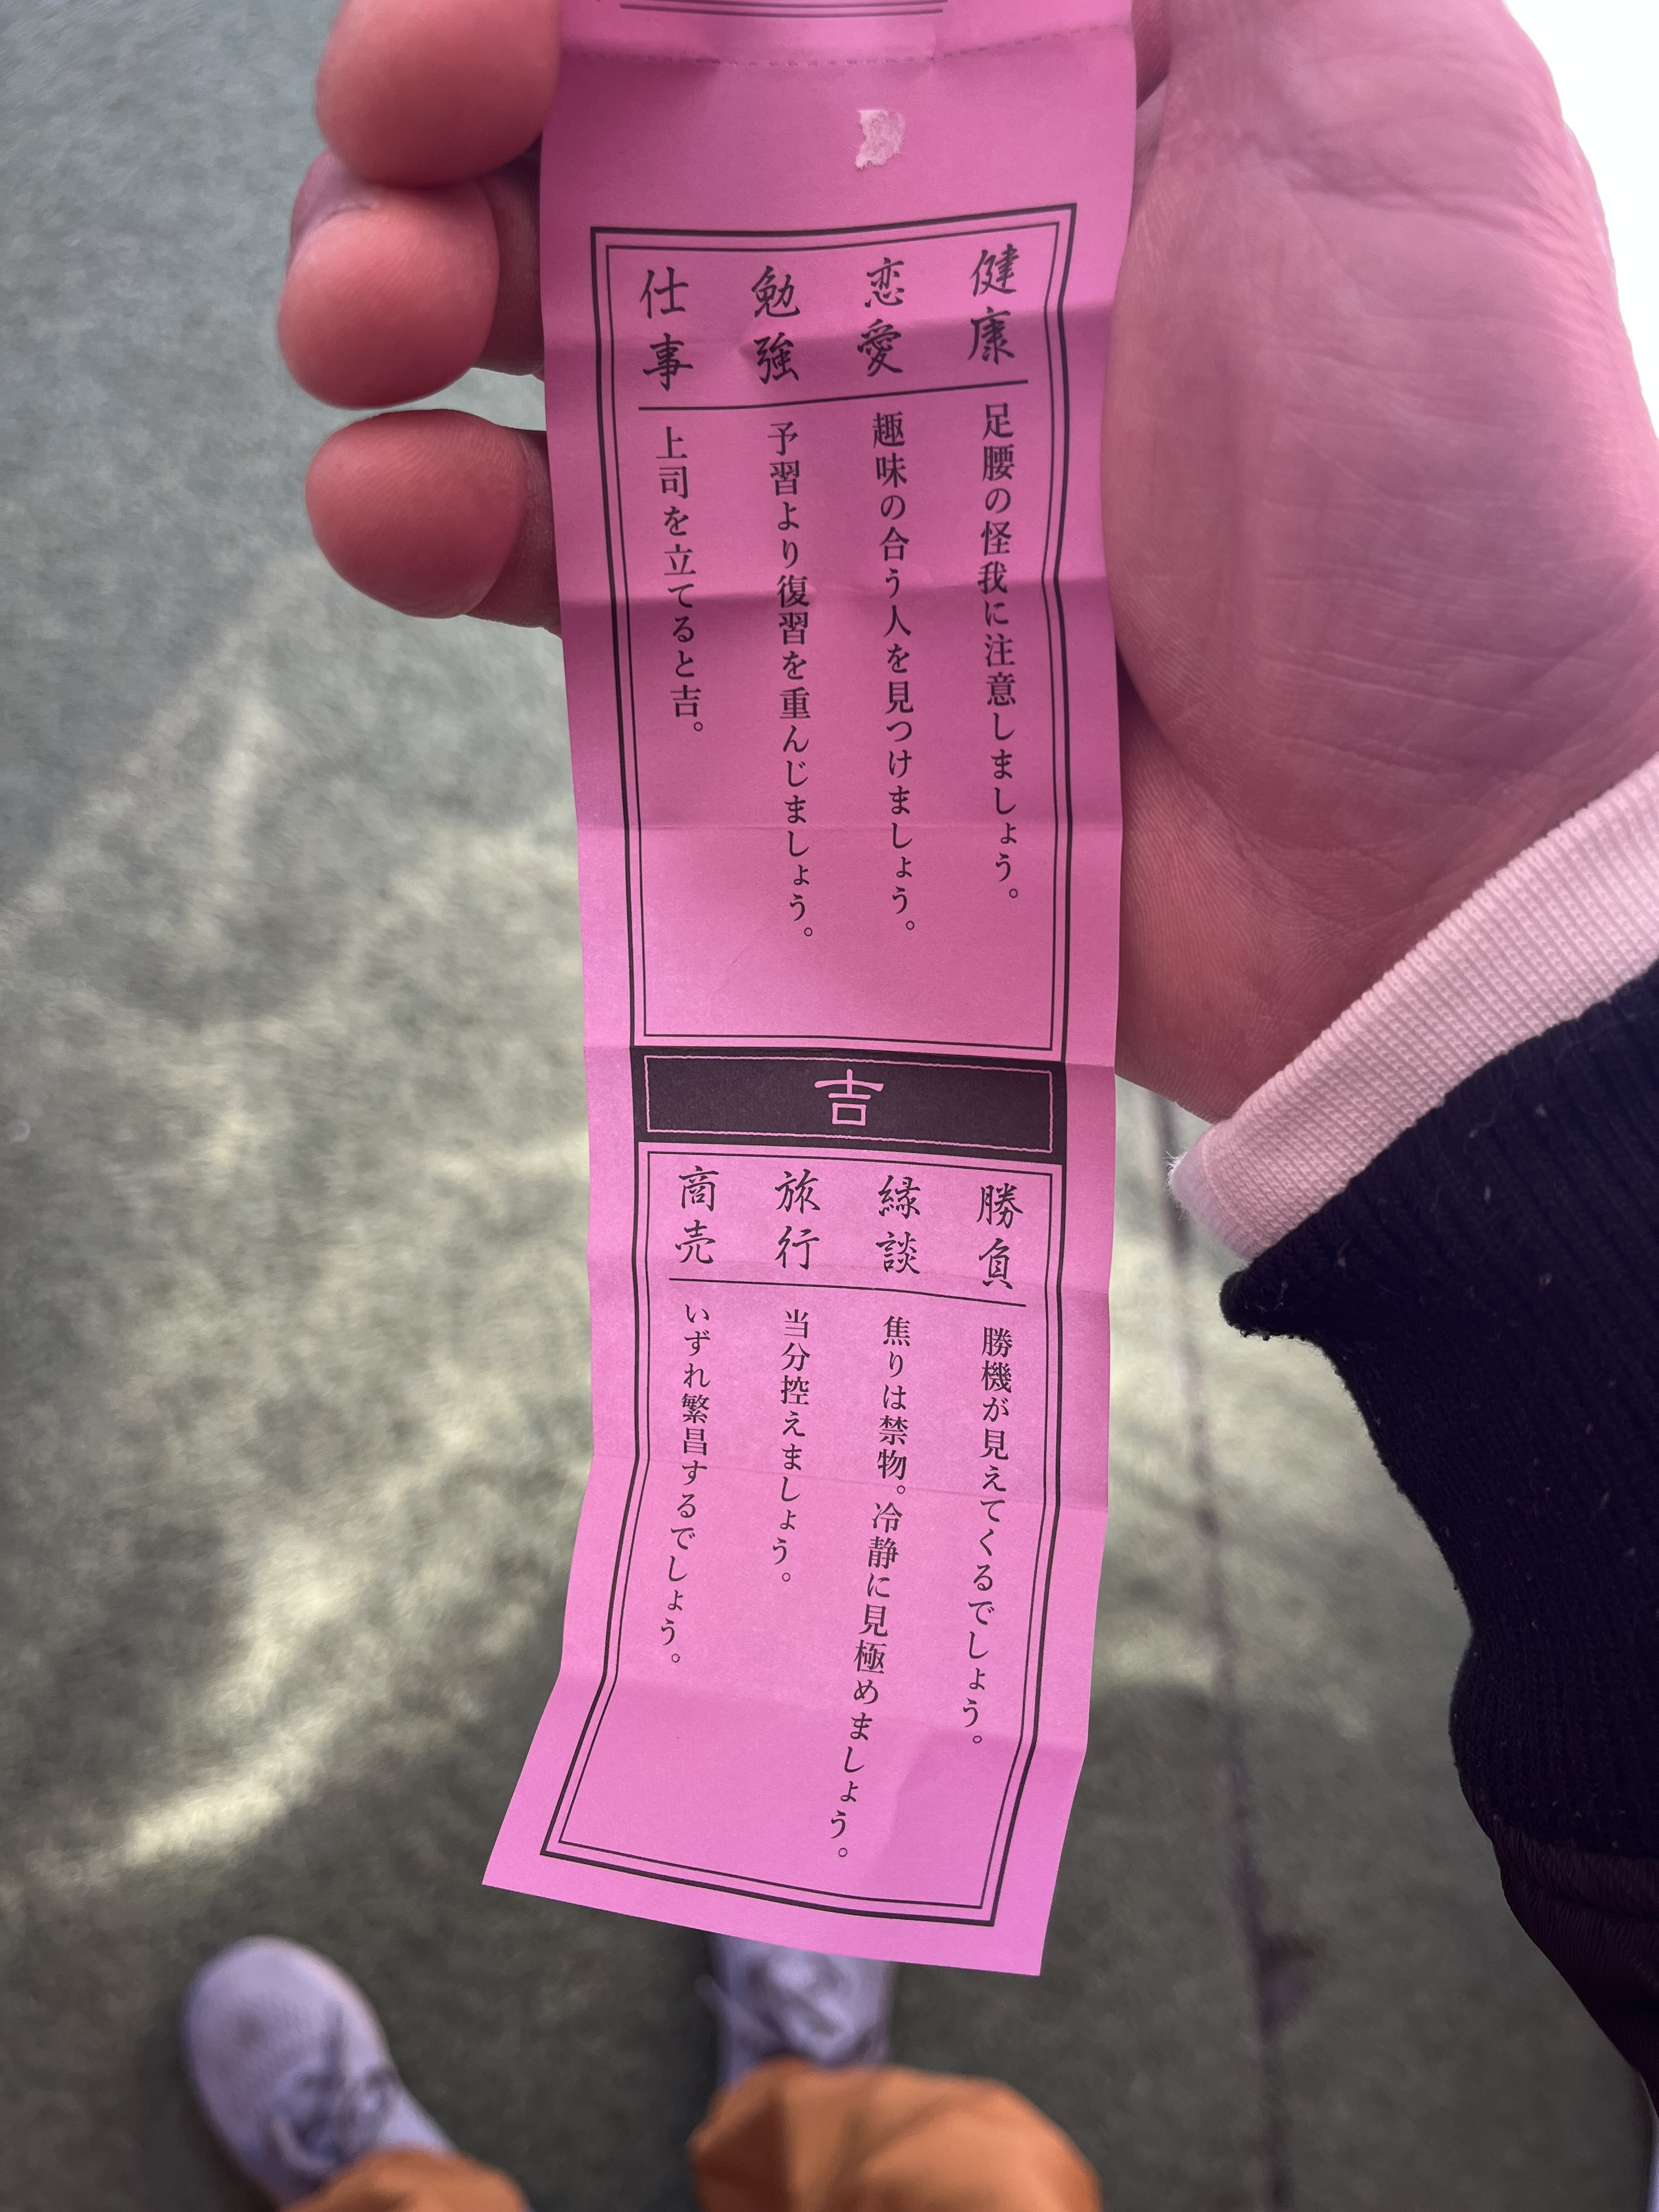 健康 足腰の怪我に注意しましょう。
恋愛 趣味の合う人を見つけましょう。
勉強 予習より復習を重んじましょう。
仕事 上司を立てると吉。
吉
勝負 勝機が見えてくるでしょう。
縁談 焦りは禁物。冷静に見極めましょう。
旅行 当分控えましょう。
商売 いずれ繁昌するでしょう。